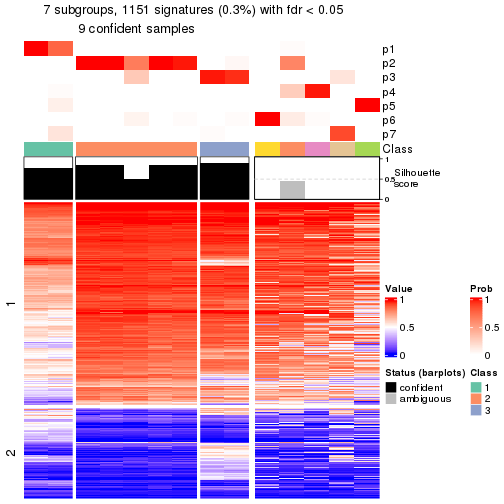 7 subgroups, 1151 signatures (0.3%) with fdr < 0.05
9 confident samples
p1
p2
p3
p4
p5
p6
p7
Class
1
0.5
0
Silhouette
score
1
2
Value
1
0.5
0
Prob
1
0.5
0
Status (barplots)
confident
ambiguous
Class
1
2
3